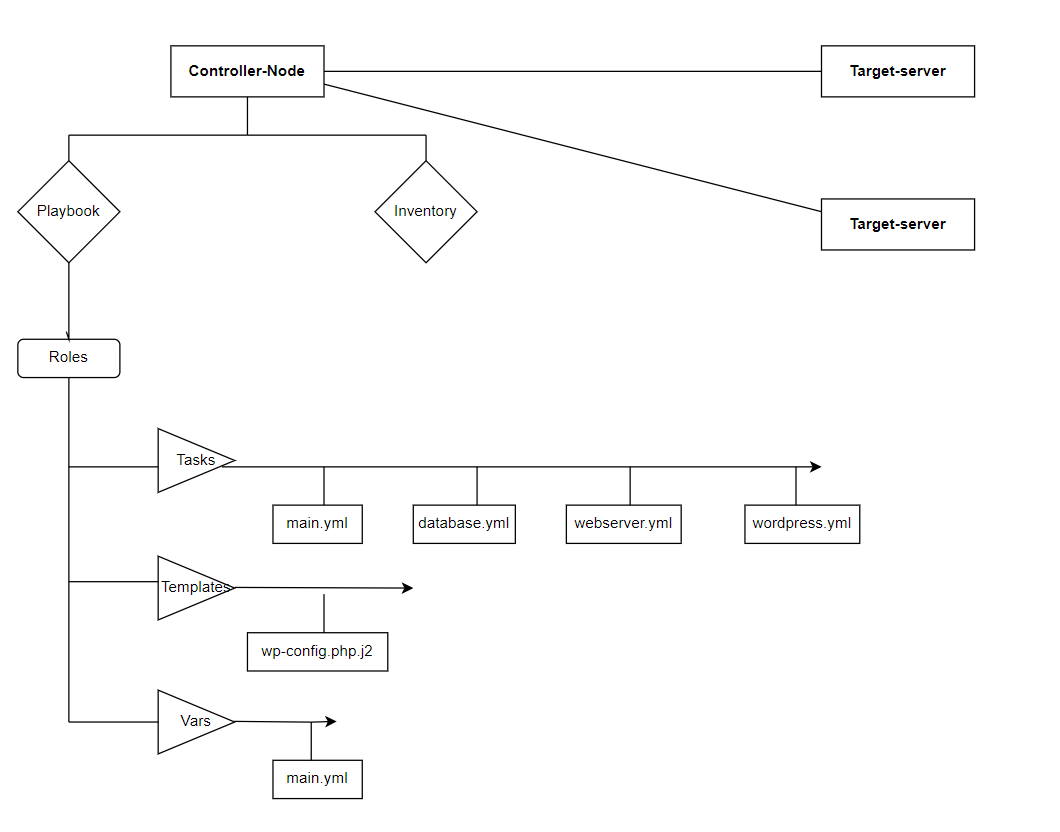 Controller-Node
Target-server
Playbook
Inventory
Target-server
Roles
Tasks
main.yml
database.yml
webserver.yml
wordpress.yml
Templates
wp-config.php.j2
Vars
main.yml